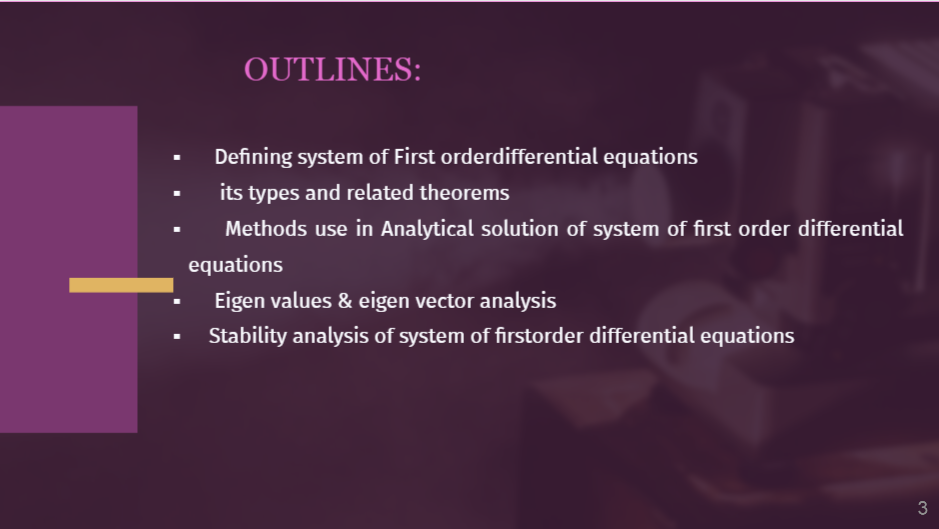 OUTLINES:
▪ Defining system of First orderdifferential equations
▪ its types and related theorems
▪ Methods use in Analytical solution of system of first order differential
equations
▪ Eigen values & eigen vector analysis
▪ Stability analysis of system of firstorder differential equations
3